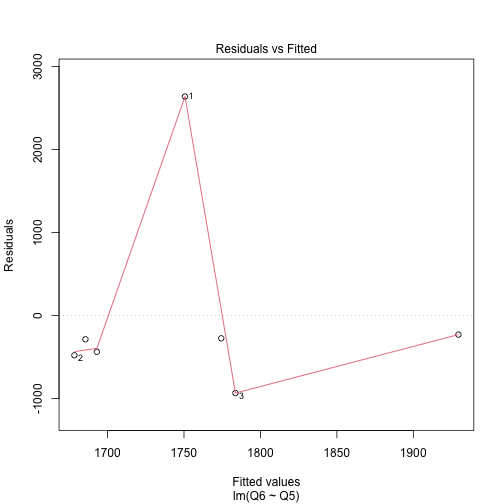 Residuals vs Fitted
3000
2000
1000
0
-1000
Residuals
1
2
3
1700 1750 1800 1850 1900
Fitted values
lm(Q6 ~ Q5)